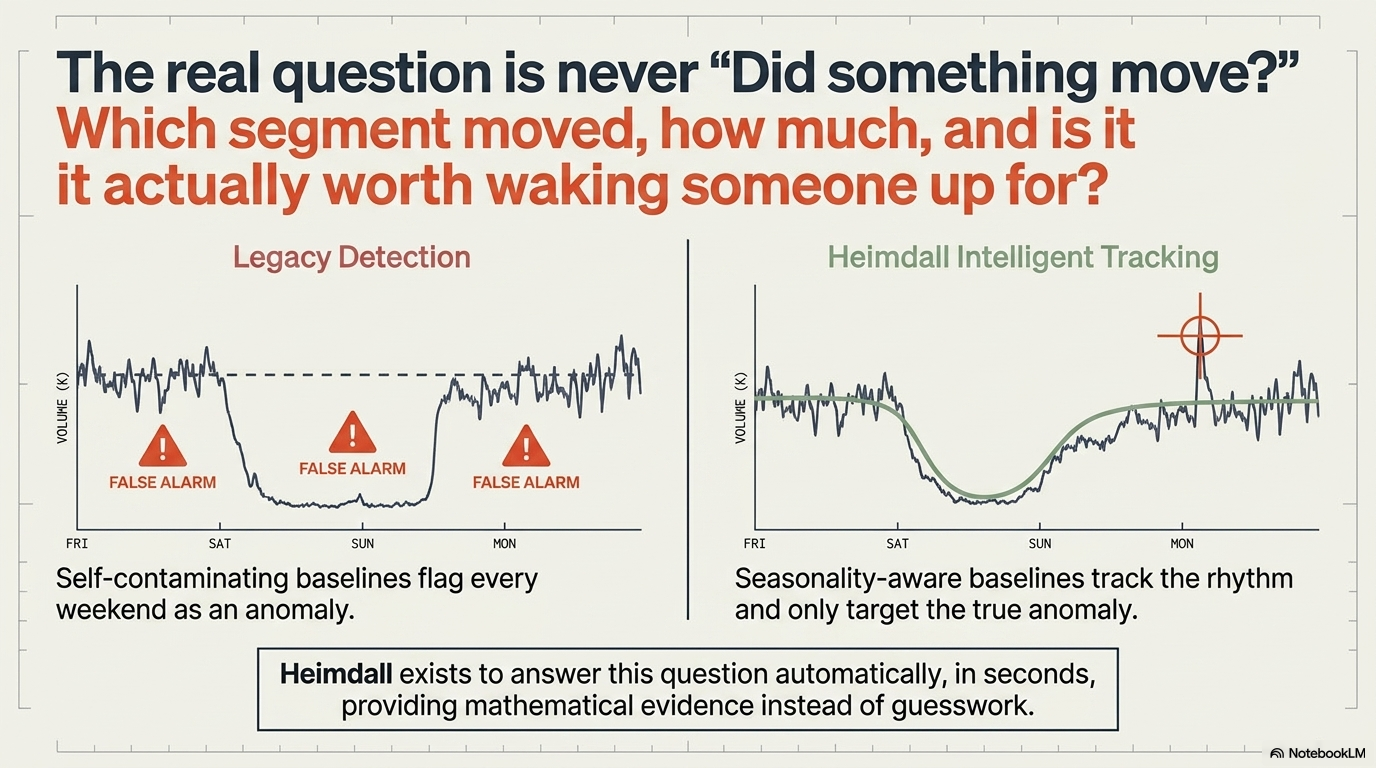 The real question is never “Did something move?”
Which segment moved, how much, and is it
it actually worth waking someone up for?
Legacy Detection
VOLUME (K)
FALSE ALARM
FALSE ALARM
FALSE ALARM
FRI SAT SUN MON
Self-contaminating baselines flag every
weekend as an anomaly.
Heimdall Intelligent Tracking
VOLUME (K)
FRI SAT SUN MON
Seasonality-aware baselines track the rhythm
and only target the true anomaly.
Heimdall exists to answer this question automatically, in seconds,
providing mathematical evidence instead of guesswork.
NotebookLM